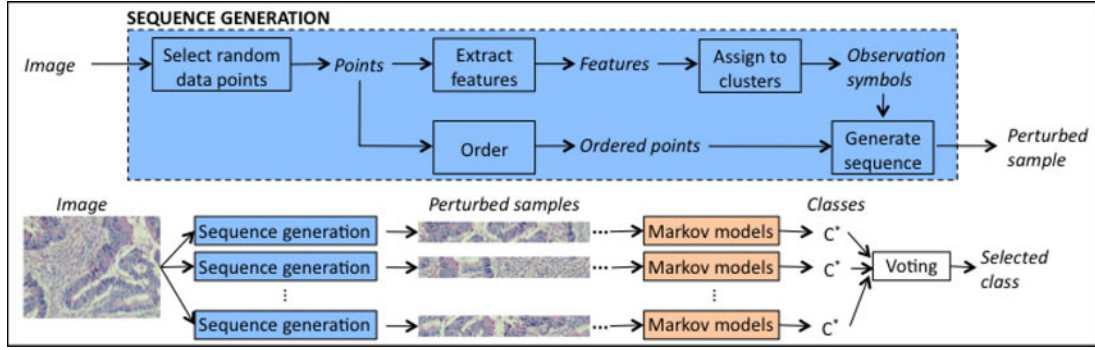 SEQUENCE GENERATION
Image
Select random
data points
Points
Extract
features
Features
Assign to
clusters
Observation
symbols
Order
Ordered points
Generate
sequence
Perturbed
sample
Image
Perturbed samples
Classes
Sequence generation
Markov models
C*
Sequence generation
Markov models
C*
Voting
Selected
class
Sequence generation
Markov models
C*